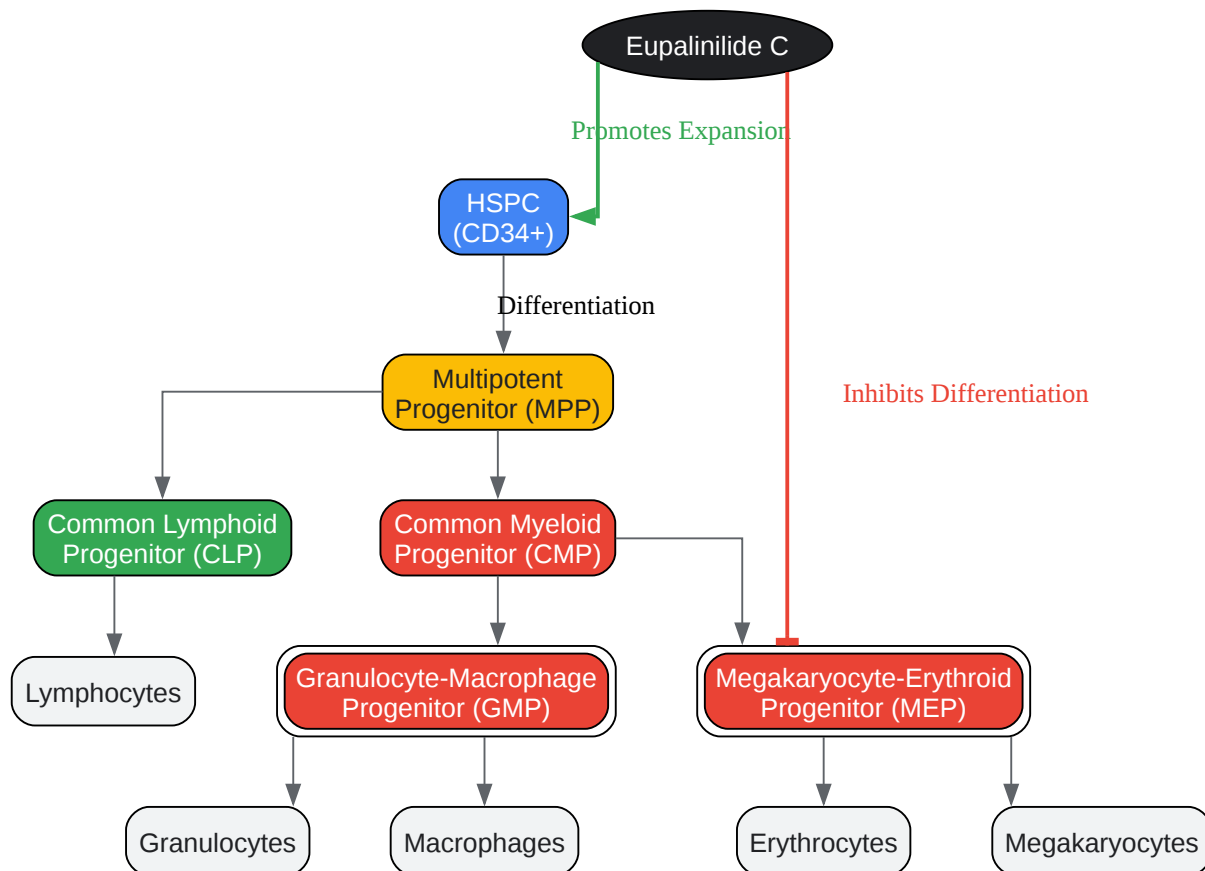 Eupalinilide C
Promotes Expansion
HSPC
(CD34+)
Differentiation
Multipotent
Progenitor (MPP)
Inhibits Differentiation
Common Lymphoid
Progenitor (CLP)
Common Myeloid
Progenitor (CMP)
Lymphocytes
Granulocyte-Macrophage
Progenitor (GMP)
Megakaryocyte-Erythroid
Progenitor (MEP)
Granulocytes
Macrophages
Erythrocytes
Megakaryocytes